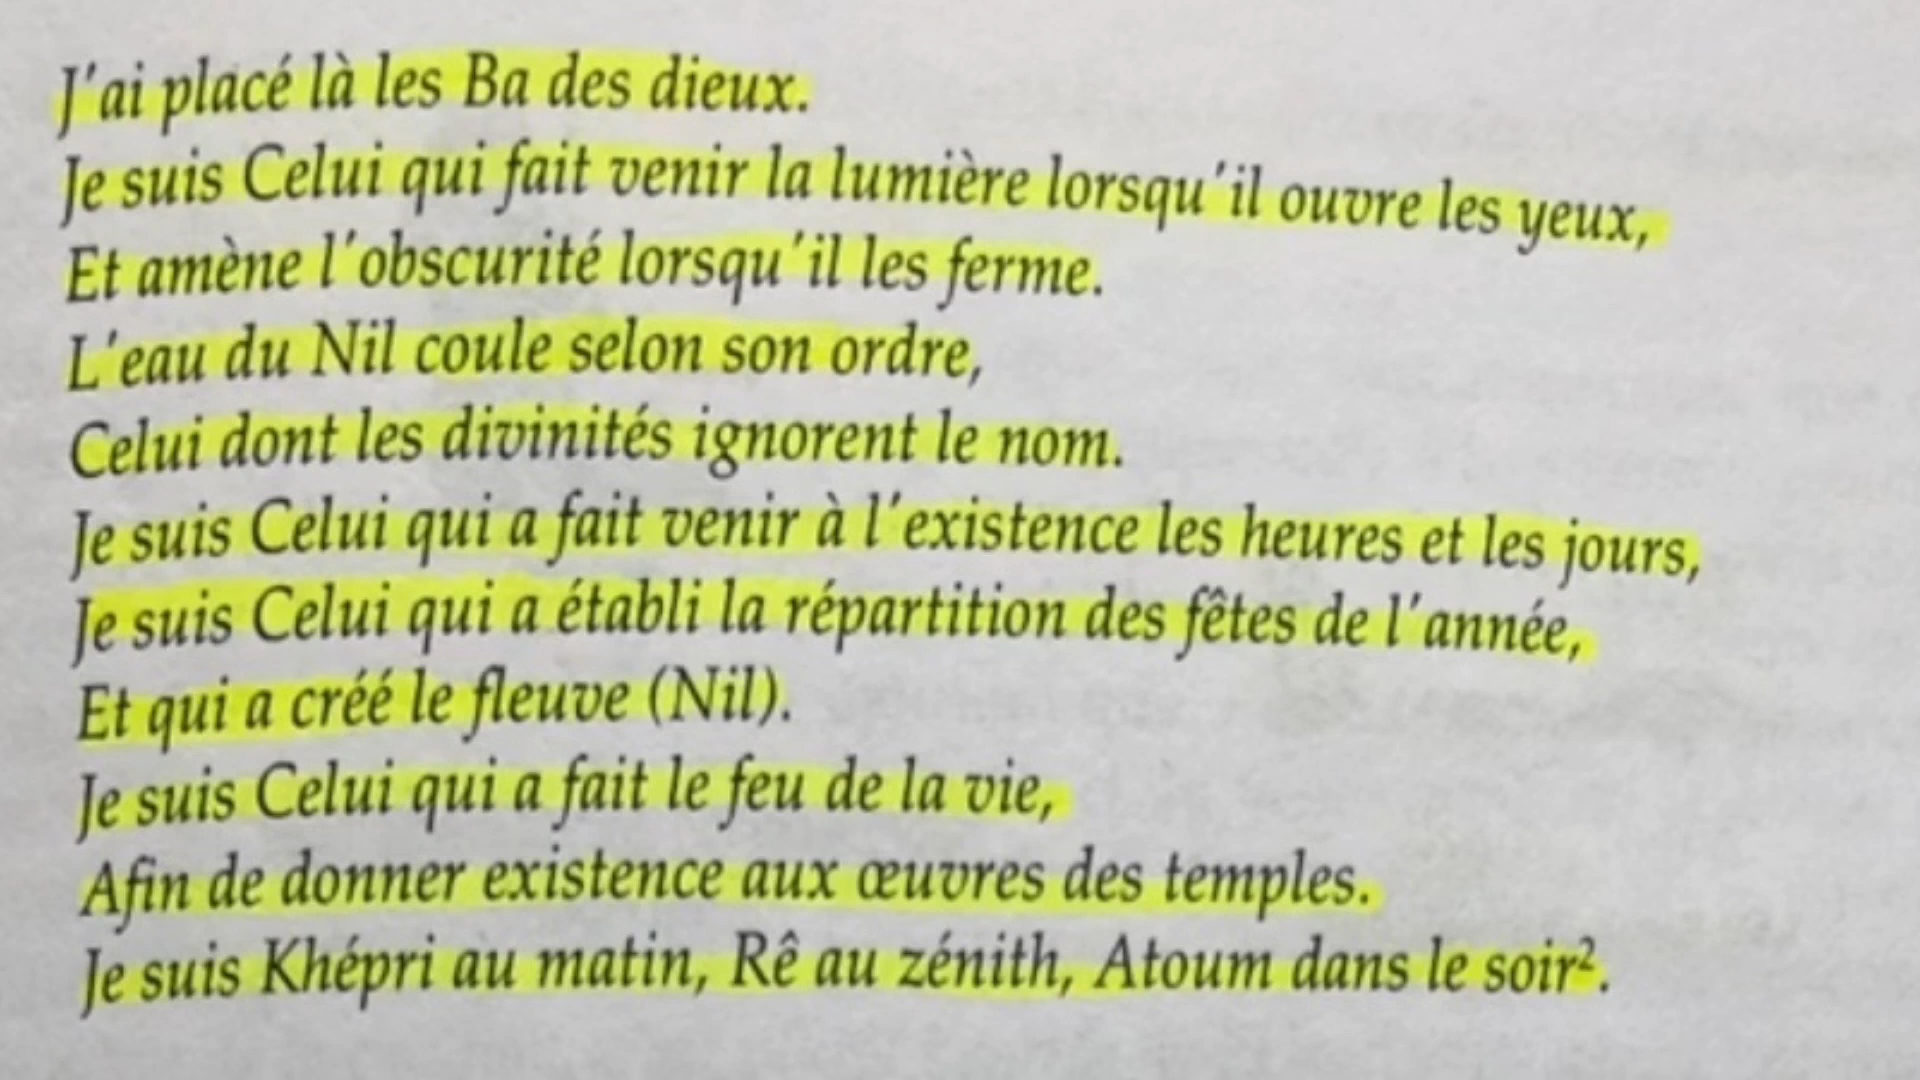 J'ai placé là les Ba des dieux.
Je suis Celui qui fait venir la lumière lorsqu'il ouvre les yeux,
Et amène l'obscurité lorsqu'il les ferme.
L'eau du Nil coule selon son ordre,
Celui dont les divinités ignorent le nom.
Je suis Celui qui a fait venir à l'existence les heures et les jours,
Je suis Celui qui a établi la répartition des fêtes de l'année,
Et qui a créé le fleuve (Nil).
Je suis Celui qui a fait le feu de la vie,
Afin de donner existence aux œuvres des temples.
Je suis Khépri au matin, Rê au zénith, Atoum dans le soir².